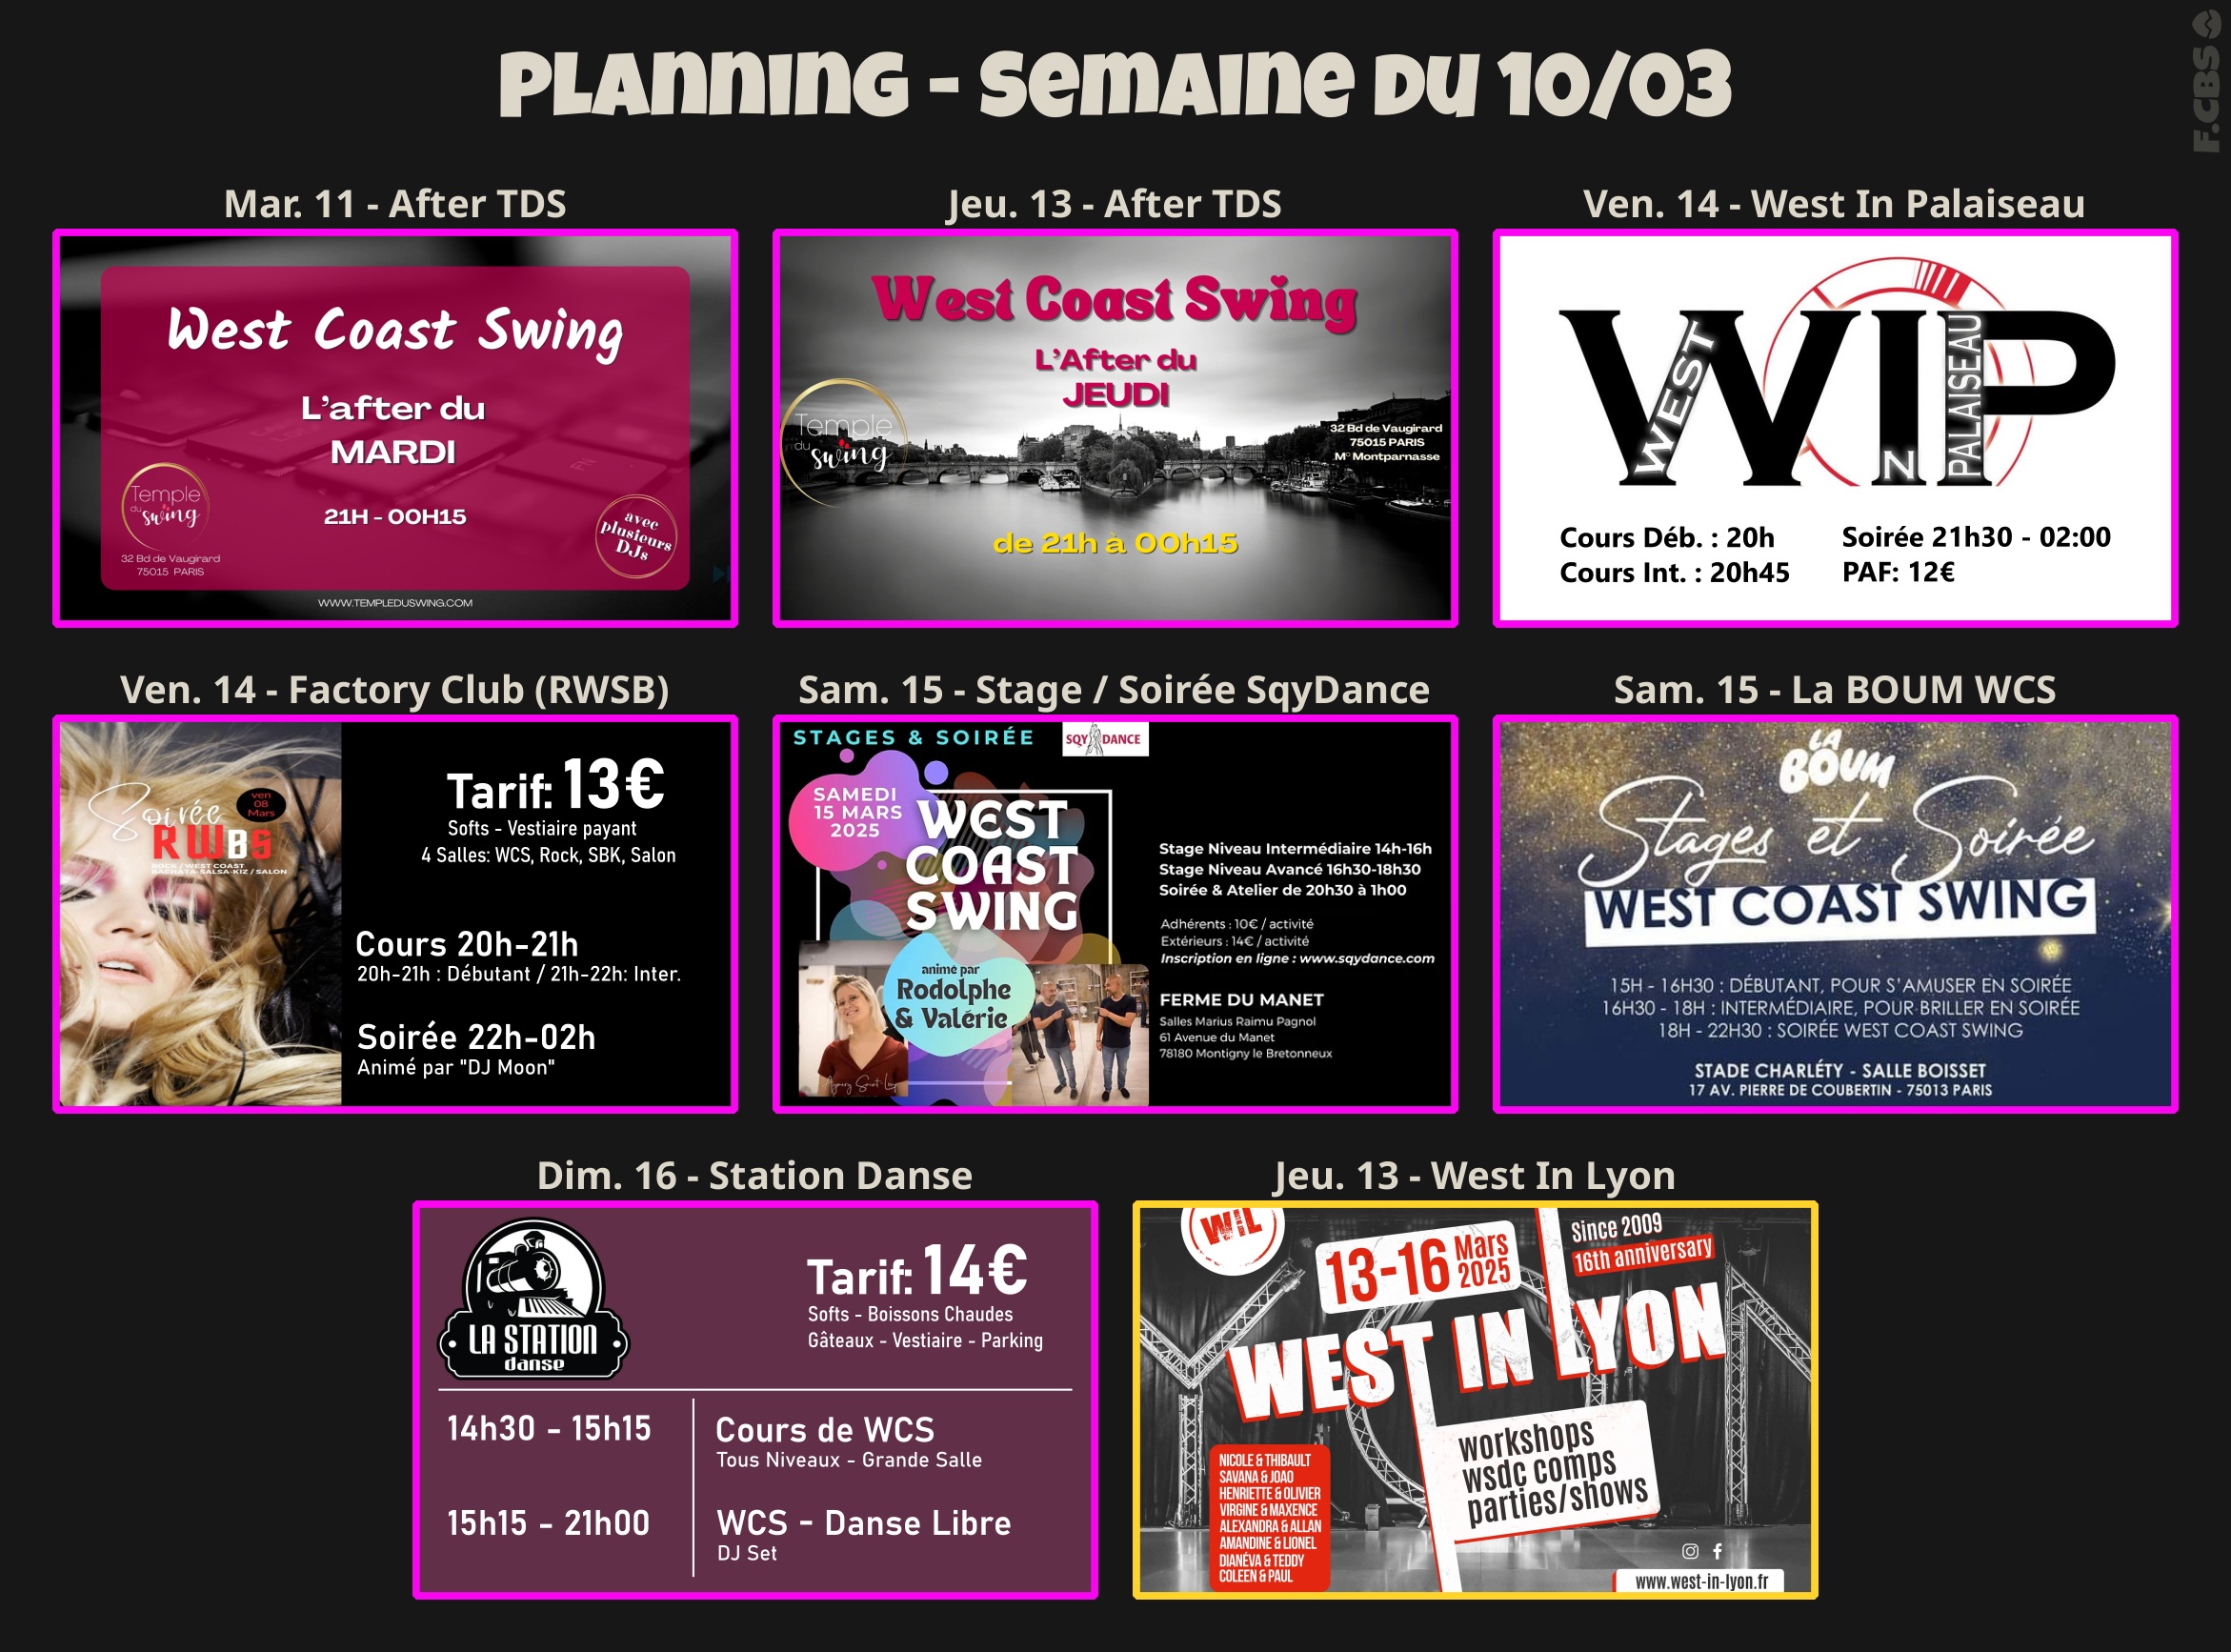 PLANNING - SEMAINE DU 10/03
F.CBS
Mar. 11 - After TDS
West Coast Swing
L'after du
MARDI
21H - 00H15
Temple
du
swing
32 Bd de Vaugirard
75015 PARIS
avec
plusieurs
DJs
WWW.TEMPLEDUSWING.COM
Jeu. 13 - After TDS
West Coast Swing
L'After du
JEUDI
Temple
du
swing
32 Bd de Vaugirard
75015 PARIS
M° Montparnasse
de 21h à 00h15
Ven. 14 - West In Palaiseau
WIP
WEST
N
PALAISEAU
Cours Déb. : 20h
Cours Int. : 20h45
Soirée 21h30 - 02:00
PAF: 12€
Ven. 14 - Factory Club (RWSB)
Soirée
ven
08
Mars
RWBS
ROCK / WEST COAST
BACHATA-SALSA-KIZ / SALON
Tarif: 13€
Softs - Vestiaire payant
4 Salles: WCS, Rock, SBK, Salon
Cours 20h-21h
20h-21h : Débutant / 21h-22h: Inter.
Soirée 22h-02h
Animé par "DJ Moon"
Sam. 15 - Stage / Soirée SqyDance
STAGES & SOIRÉE
SQY DANCE
SAMEDI
15 MARS
2025
WEST
COAST
SWING
animé par
Rodolphe
& Valérie
Stage Niveau Intermédiaire 14h-16h
Stage Niveau Avancé 16h30-18h30
Soirée & Atelier de 20h30 à 1h00
Adhérents : 10€ / activité
Extérieurs : 14€ / activité
Inscription en ligne : www.sqydance.com
FERME DU MANET
Salles Marius Raimu Pagnol
61 Avenue du Manet
78180 Montigny le Bretonneux
Sam. 15 - La BOUM WCS
LA
BOUM
Stages et Soirée
WEST COAST SWING
15H - 16H30 : DÉBUTANT, POUR S'AMUSER EN SOIRÉE
16H30 - 18H : INTERMÉDIAIRE, POUR BRILLER EN SOIRÉE
18H - 22H30 : SOIRÉE WEST COAST SWING
STADE CHARLÉTY - SALLE BOISSET
17 AV. PIERRE DE COUBERTIN - 75013 PARIS
Dim. 16 - Station Danse
LA STATION
danse
Tarif: 14€
Softs - Boissons Chaudes
Gâteaux - Vestiaire - Parking
14h30 - 15h15
Cours de WCS
Tous Niveaux - Grande Salle
15h15 - 21h00
WCS - Danse Libre
DJ Set
Jeu. 13 - West In Lyon
WIL
13-16 Mars
2025
Since 2009
16th anniversary
WEST IN LYON
workshops
wsdc comps
parties/shows
NICOLE & THIBAULT
SAVANA & JOAO
HENRIETTE & OLIVIER
VIRGINE & MAXENCE
ALEXANDRA & ALLAN
AMANDINE & LIONEL
DIANÉVA & TEDDY
COLEEN & PAUL
www.west-in-lyon.fr